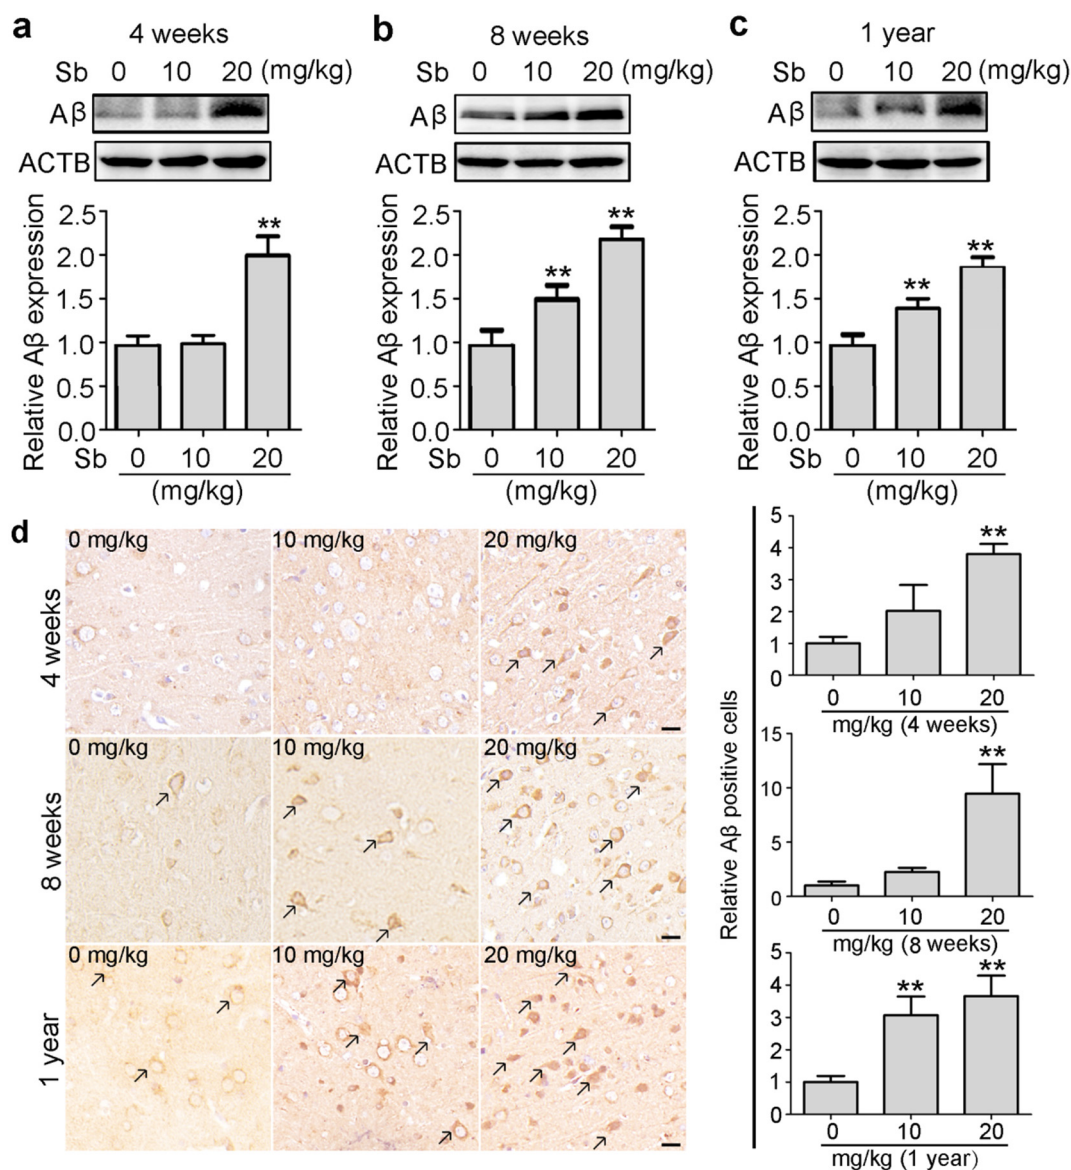 a
4 weeks
Sb 0 10 20 (mg/kg)
Aβ
ACTB
2.5
2.0
1.5
1.0
0.5
0.0
Relative Aβ expression
**
Sb 0 10 20
(mg/kg)
b
8 weeks
Sb 0 10 20 (mg/kg)
Aβ
ACTB
2.5
2.0
1.5
1.0
0.5
0.0
Relative Aβ expression
**
**
Sb 0 10 20
(mg/kg)
c
1 year
Sb 0 10 20 (mg/kg)
Aβ
ACTB
2.5
2.0
1.5
1.0
0.5
0.0
Relative Aβ expression
**
**
Sb 0 10 20
(mg/kg)
d
4 weeks
0 mg/kg 10 mg/kg 20 mg/kg
8 weeks
0 mg/kg 10 mg/kg 20 mg/kg
1 year
0 mg/kg 10 mg/kg 20 mg/kg
Relative Aβ positive cells
5
4
3
2
1
0
**
0 10 20
mg/kg (4 weeks)
15
10
5
0
**
0 10 20
mg/kg (8 weeks)
5
4
3
2
1
0
**
**
0 10 20
mg/kg (1 year)